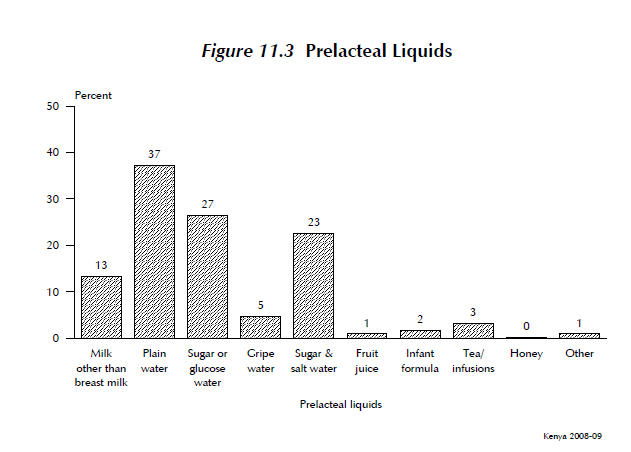 Figure 11.3 Prelacteal Liquids
Percent
50
40
30
20
10
0
13
37
27
5
23
1
2
3
0
1
Milk other than breast milk
Plain water
Sugar or glucose water
Gripe water
Sugar & salt water
Fruit juice
Infant formula
Tea/ infusions
Honey
Other
Prelacteal liquids
Kenya 2008-09